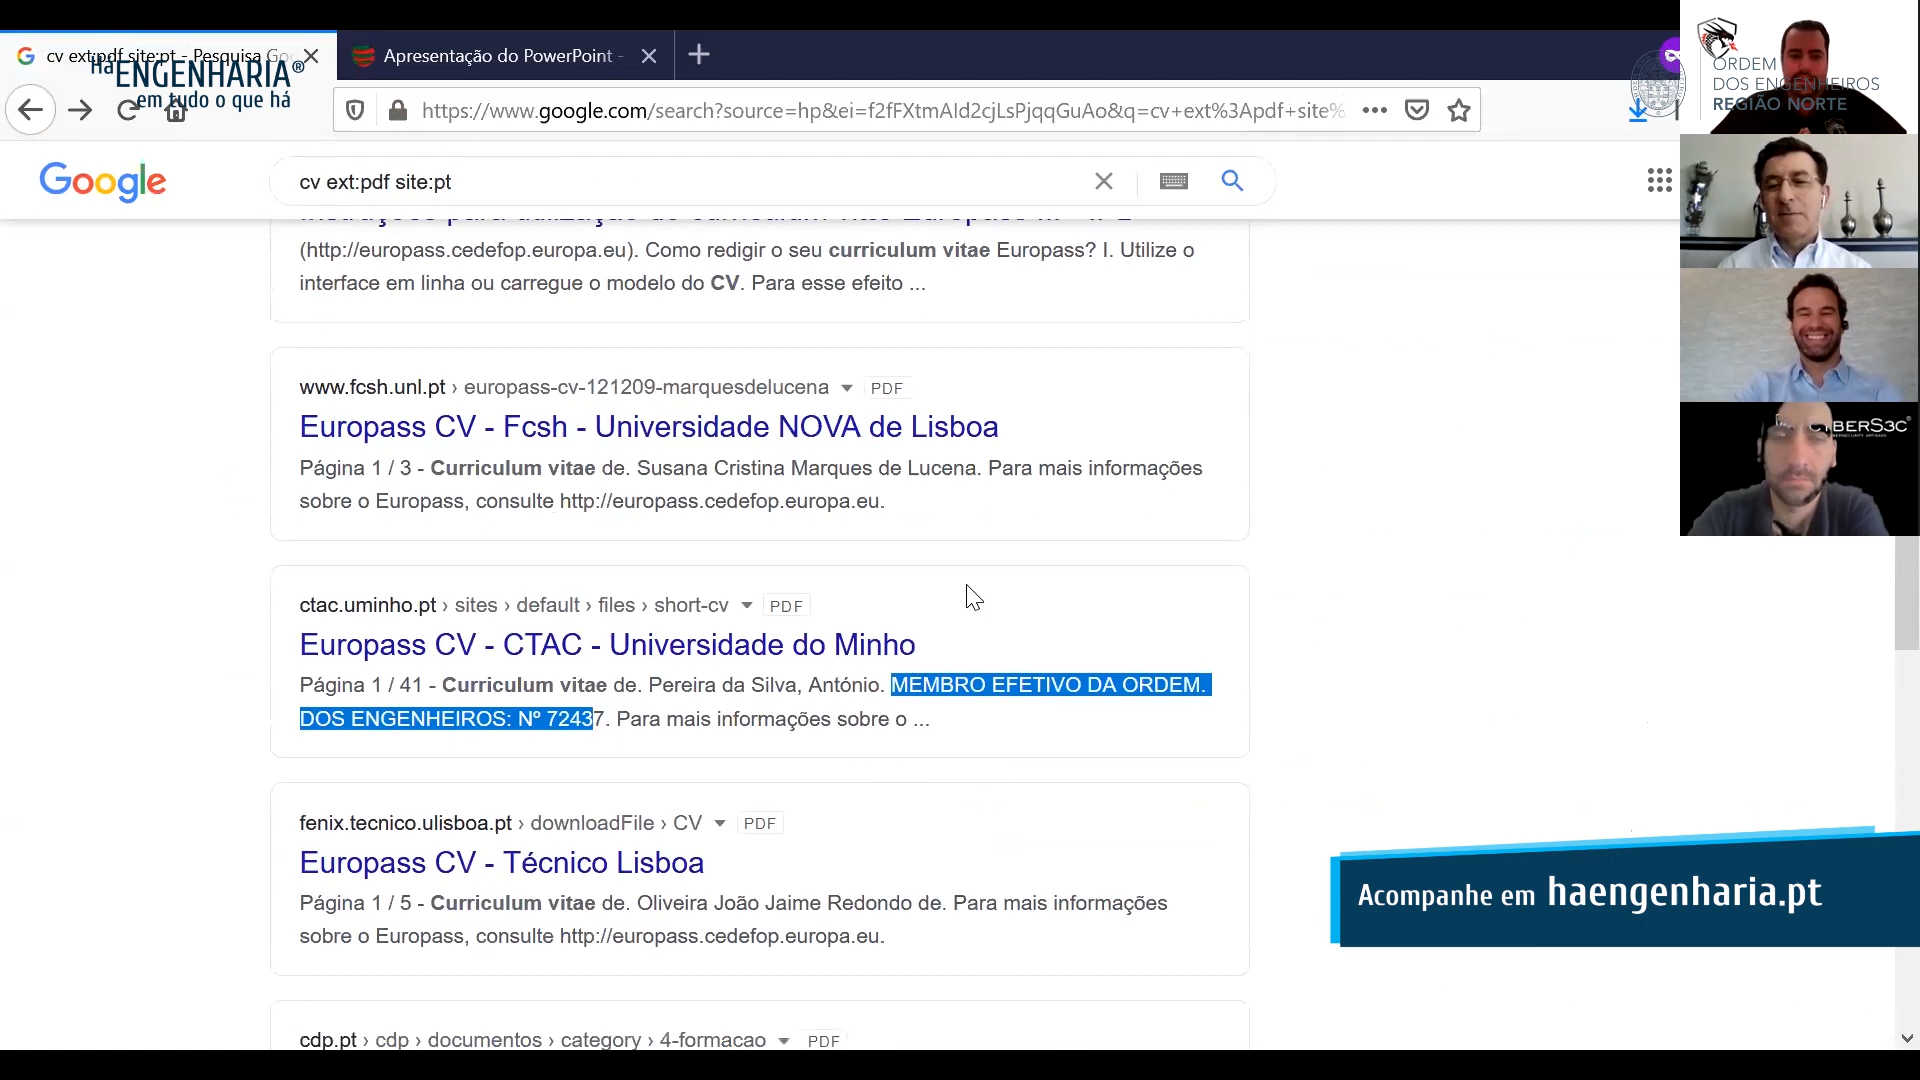 cv ext:pdf site:pt - Pesquisa Go
Apresentação do PowerPoint -
Há ENGENHARIA®
em tudo o que há
https://www.google.com/search?source=hp&ei=f2fFXtmAId2cjLsPjqqGuAo&q=cv+ext%3Apdf+site%
ORDEM
DOS ENGENHEIROS
REGIÃO NORTE
Google
cv ext:pdf site:pt
(http://europass.cedefop.europa.eu). Como redigir o seu curriculum vitae Europass? I. Utilize o
interface em linha ou carregue o modelo do CV. Para esse efeito ...
www.fcsh.unl.pt › europass-cv-121209-marquesdelucena PDF
Europass CV - Fcsh - Universidade NOVA de Lisboa
Página 1 / 3 - Curriculum vitae de. Susana Cristina Marques de Lucena. Para mais informações
sobre o Europass, consulte http://europass.cedefop.europa.eu.
CYBERS3C®
ctac.uminho.pt › sites › default › files › short-cv PDF
Europass CV - CTAC - Universidade do Minho
Página 1 / 41 - Curriculum vitae de. Pereira da Silva, António. MEMBRO EFETIVO DA ORDEM.
DOS ENGENHEIROS: Nº 72437. Para mais informações sobre o ...
fenix.tecnico.ulisboa.pt › downloadFile › CV PDF
Europass CV - Técnico Lisboa
Página 1 / 5 - Curriculum vitae de. Oliveira João Jaime Redondo de. Para mais informações
sobre o Europass, consulte http://europass.cedefop.europa.eu.
Acompanhe em haengenharia.pt
cdp.pt › cdp › documentos › category › 4-formacao PDF